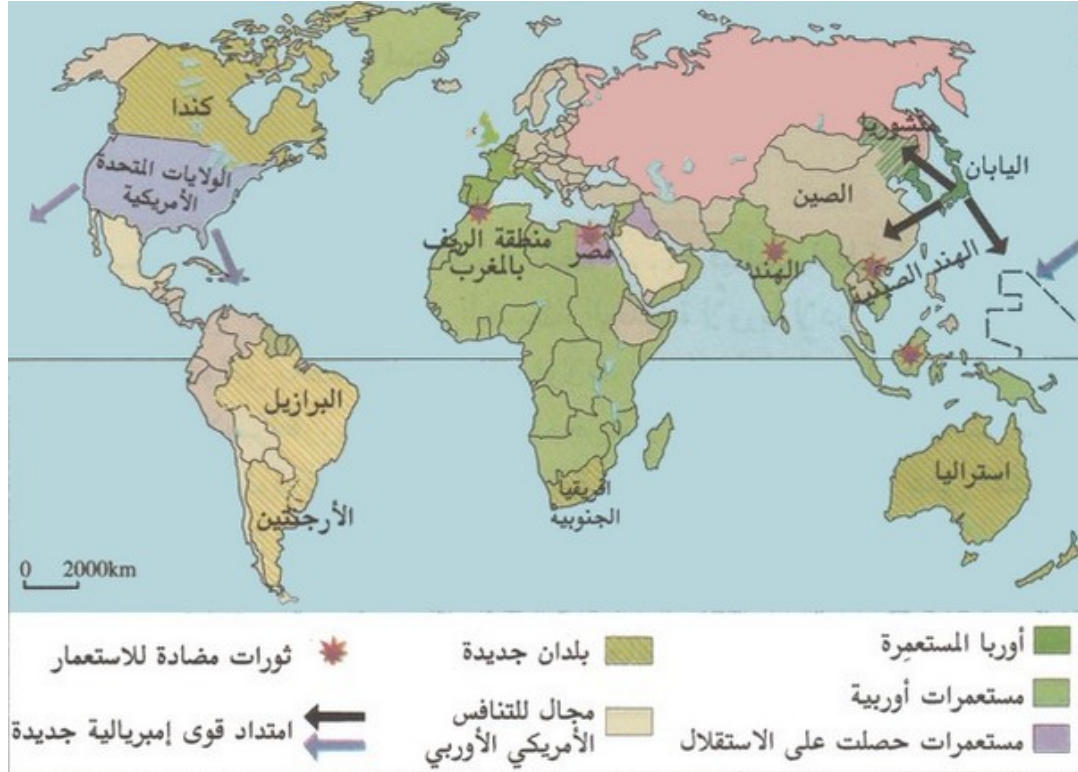 كندا
الولايات المتحدة
الأمريكية
منشوريا
اليابان
الصين
منطقة الريف
بالمغرب
مصر
الهند
الهند الصينية
البرازيل
الأرجنتين
افريقيا
الجنوبية
استراليا
0 2000km
أوربا المستعمِرة
مستعمرات أوربية
مستعمرات حصلت على الاستقلال
بلدان جديدة
مجال للتنافس
الأمريكي الأوربي
ثورات مضادة للاستعمار
امتداد قوى إمبريالية جديدة